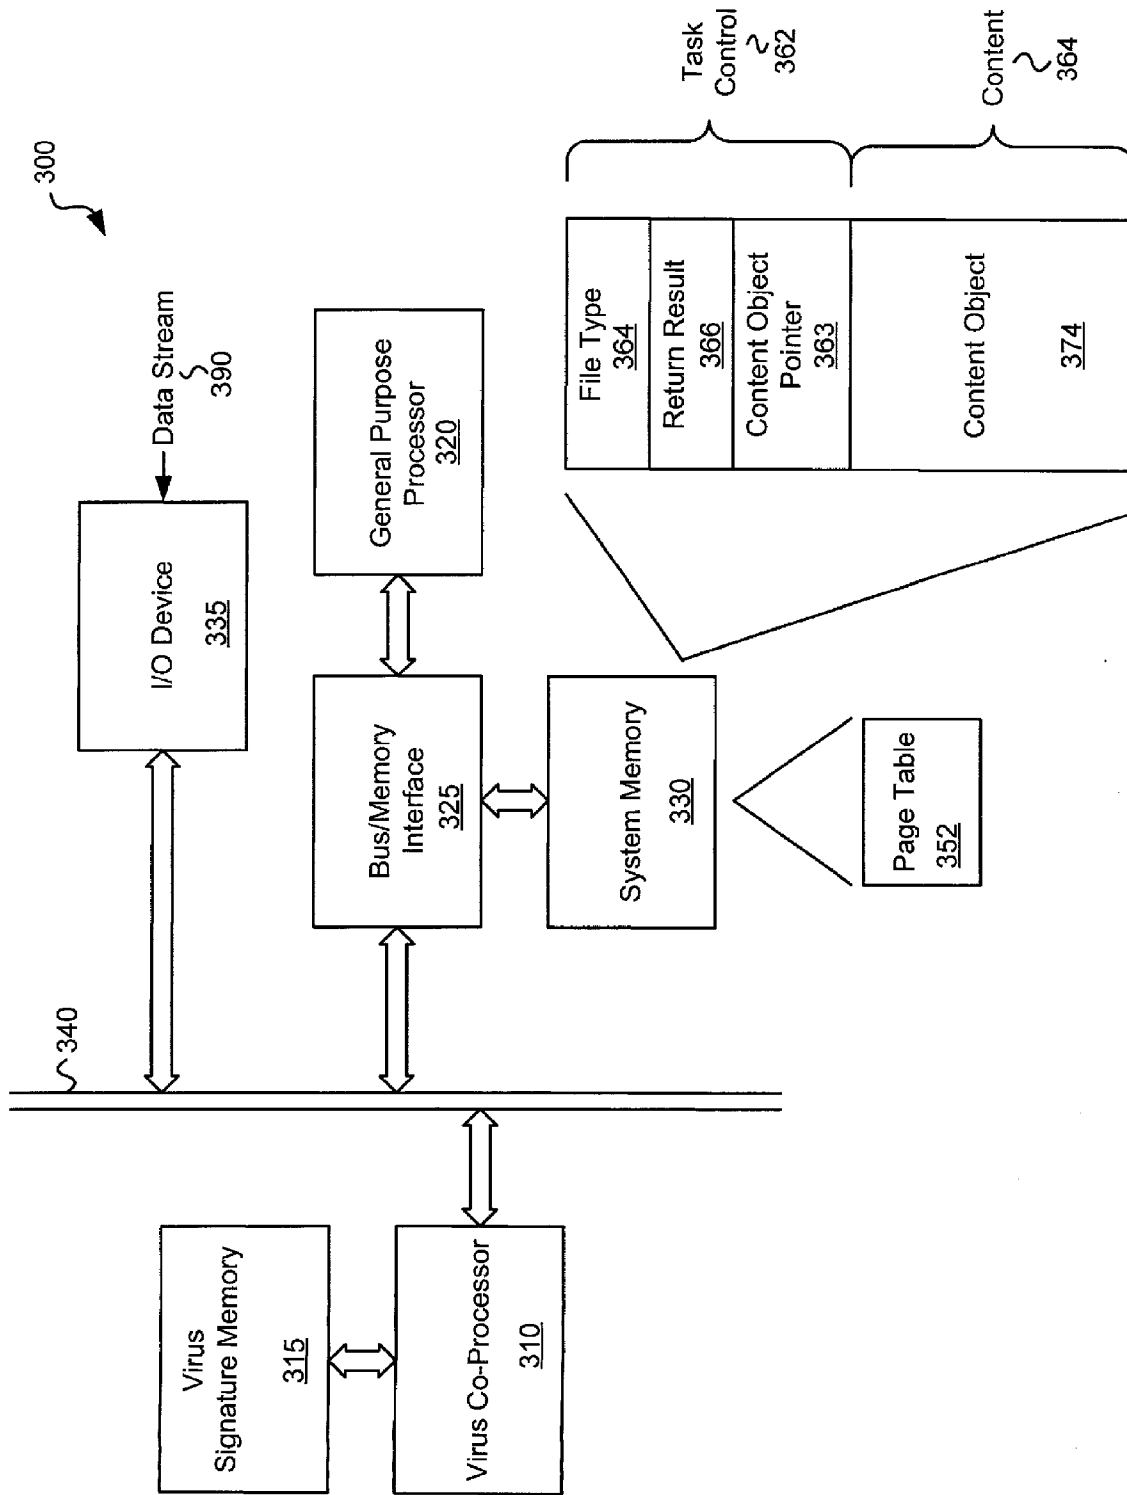 300
Data Stream
390
I/O Device
335
340
General Purpose
Processor
320
Bus/Memory
Interface
325
Virus
Signature Memory
315
Virus Co-Processor
310
System Memory
330
Page Table
352
File Type
364
Return Result
366
Content Object
Pointer
363
Content Object
374
Task
Control
362
Content
364